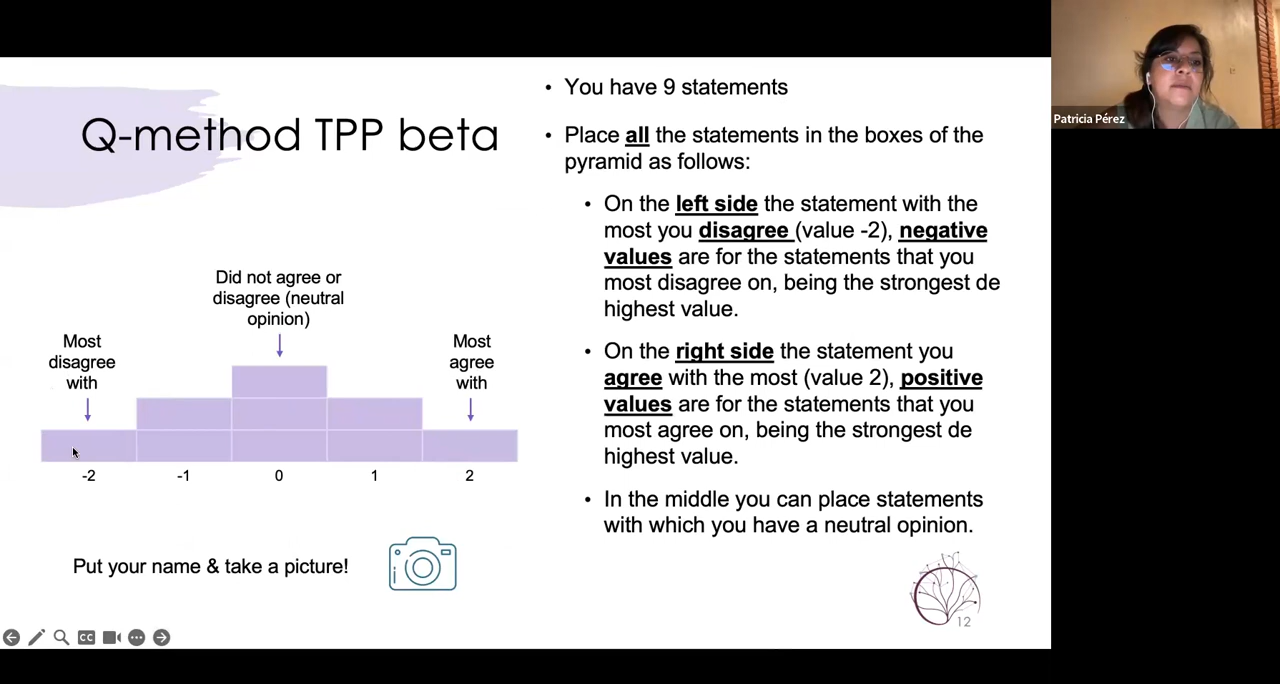 Q-method TPP beta
Did not agree or
disagree (neutral
opinion)
Most
disagree
with
Most
agree
with
-2
-1
0
1
2
Put your name & take a picture!
• You have 9 statements
• Place all the statements in the boxes of the
pyramid as follows:
• On the left side the statement with the
most you disagree (value -2), negative
values are for the statements that you
most disagree on, being the strongest de
highest value.
• On the right side the statement you
agree with the most (value 2), positive
values are for the statements that you
most agree on, being the strongest de
highest value.
• In the middle you can place statements
with which you have a neutral opinion.
12
CC
Patricia Pérez